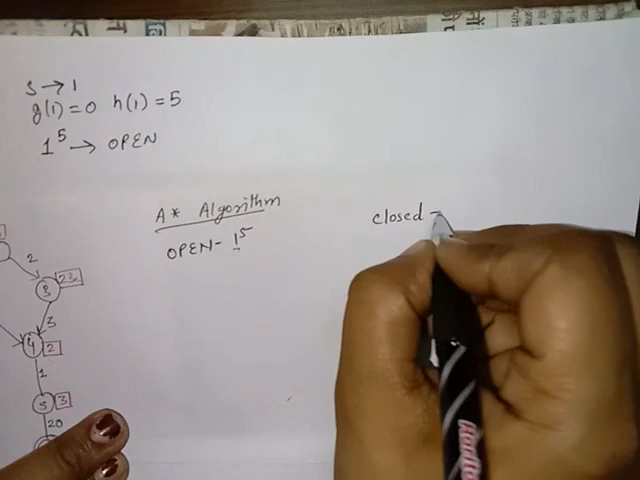 S → 1
g(1) = 0 h(1) = 5
1⁵ → OPEN
A* Algorithm
OPEN- 1⁵
closed -
2
3
22
3
4
2
1
5
3
20